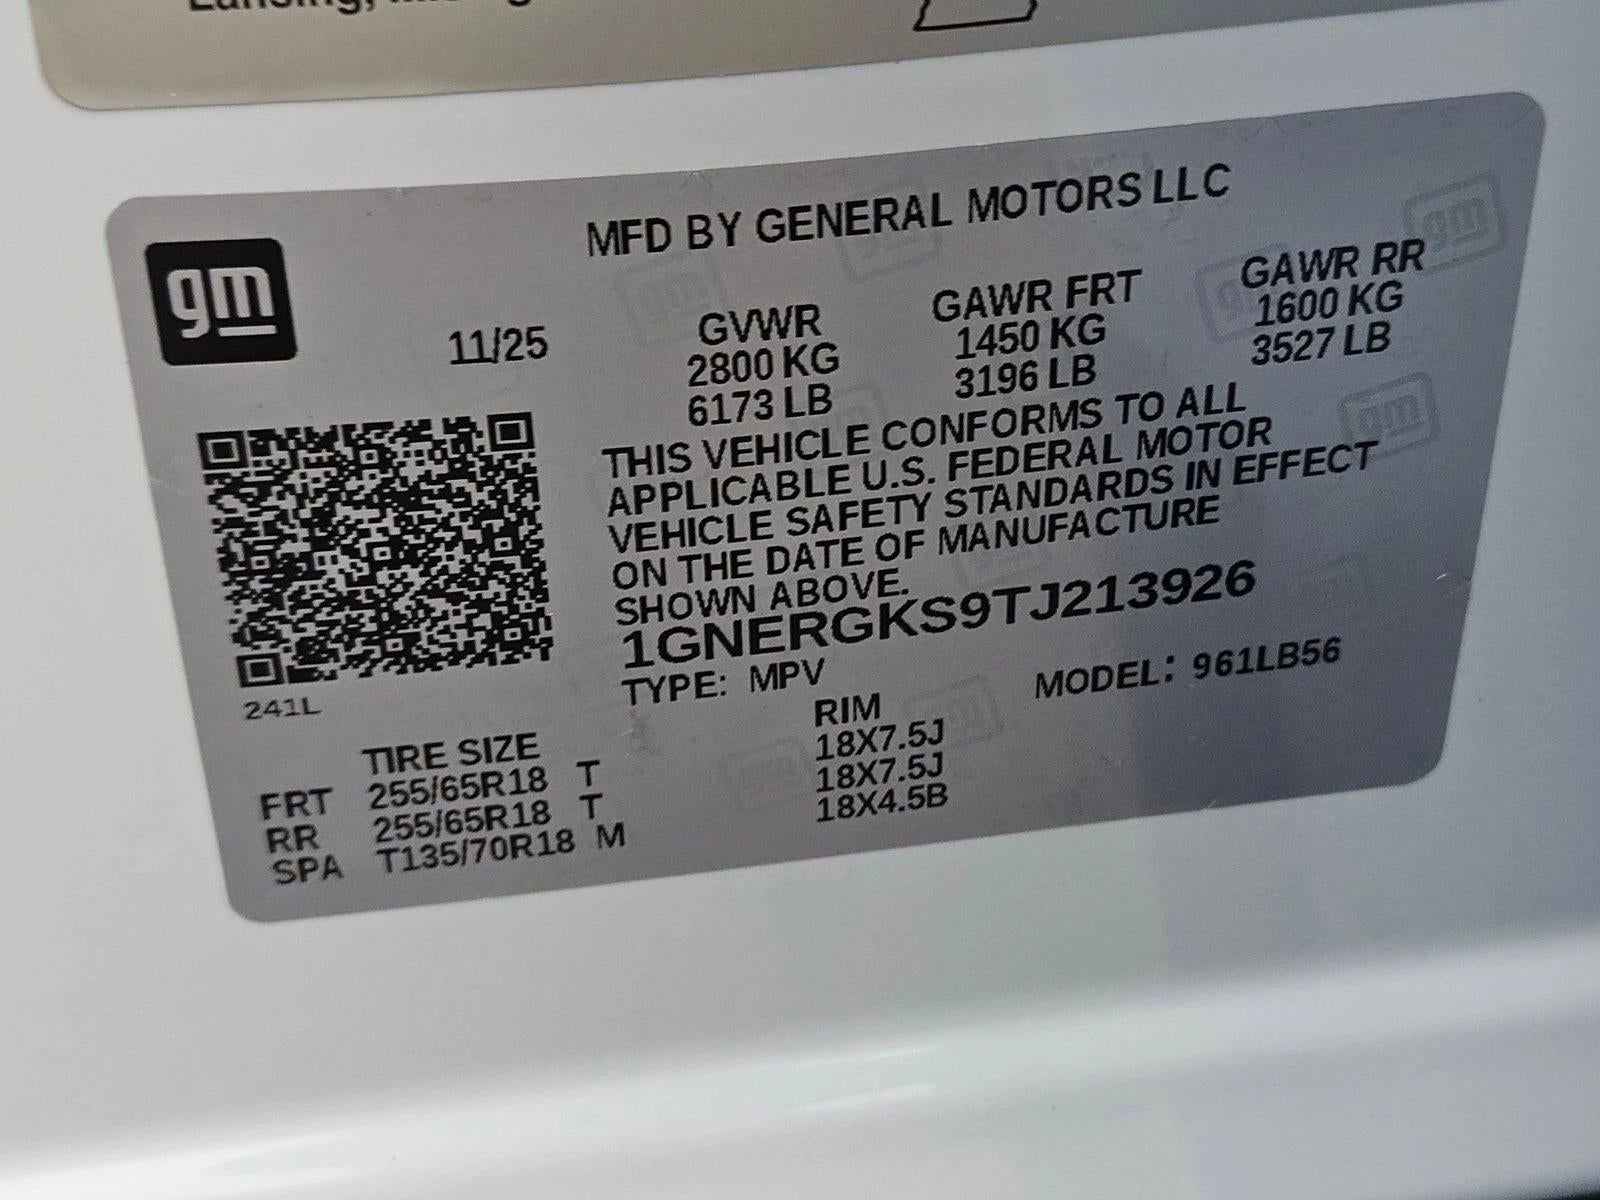 Lansing,
gm
MFD BY GENERAL MOTORS LLC
11/25
GVWR
2800 KG
6173 LB
GAWR FRT
1450 KG
3196 LB
GAWR RR
1600 KG
3527 LB
THIS VEHICLE CONFORMS TO ALL
APPLICABLE U.S. FEDERAL MOTOR
VEHICLE SAFETY STANDARDS IN EFFECT
ON THE DATE OF MANUFACTURE
SHOWN ABOVE.
1GNERGKS9TJ213926
TYPE: MPV MODEL: 961LB56
241L
TIRE SIZE RIM
FRT 255/65R18 T 18X7.5J
RR 255/65R18 T 18X7.5J
SPA T135/70R18 M 18X4.5B